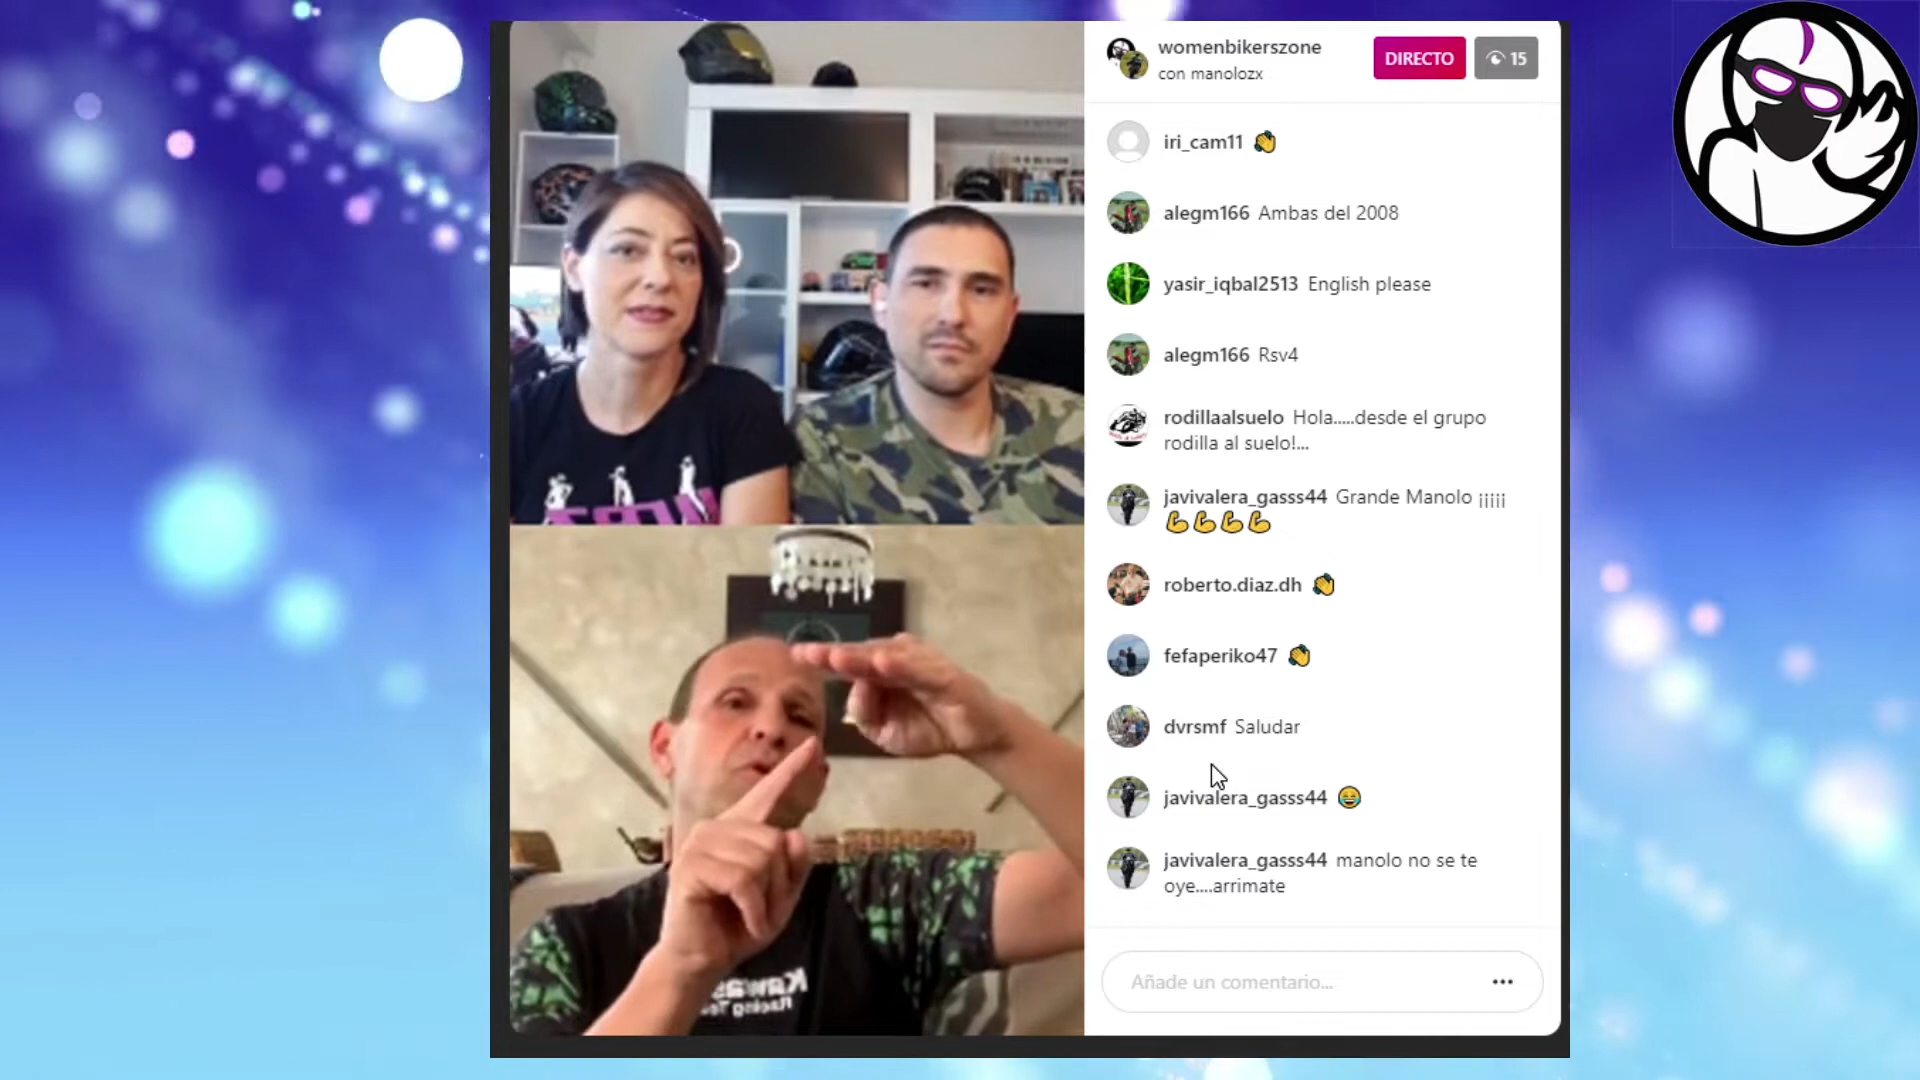 womenbikerszone
con manolozx
DIRECTO
15
iri_cam11 👏
alegm166 Ambas del 2008
yasir_iqbal2513 English please
alegm166 Rsv4
rodillaalsuelo Hola.....desde el grupo
rodilla al suelo!...
javivalera_gasss44 Grande Manolo ¡¡¡¡¡
💪💪💪💪
roberto.diaz.dh 👏
fefaperiko47 👏
dvrsmf Saludar
javivalera_gasss44 😂
javivalera_gasss44 manolo no se te
oye....arrimate
Añade un comentario...